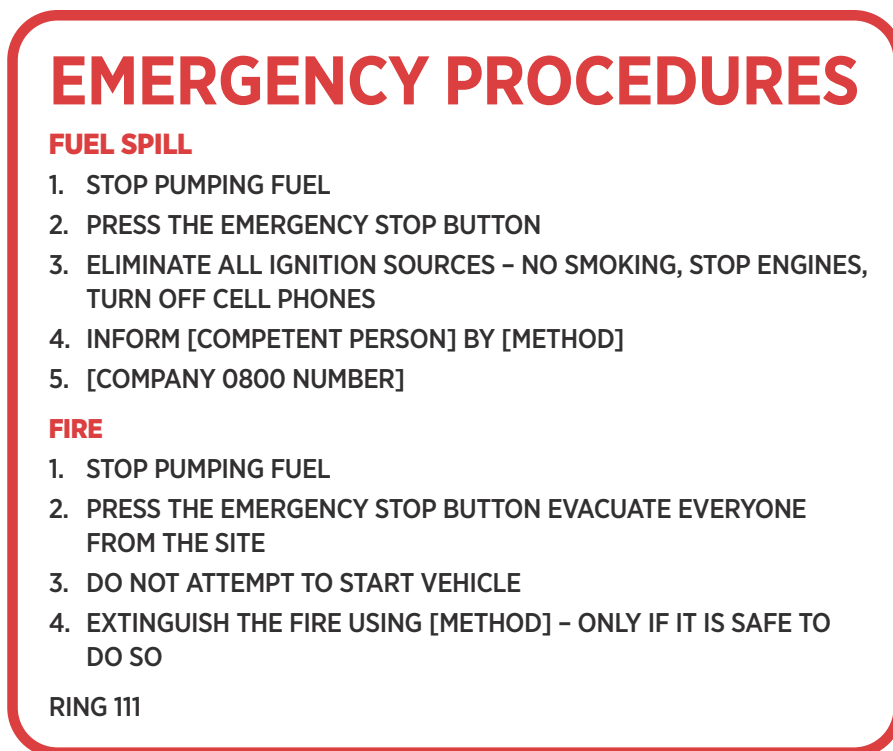 EMERGENCY PROCEDURES
FUEL SPILL
1. STOP PUMPING FUEL
2. PRESS THE EMERGENCY STOP BUTTON
3. ELIMINATE ALL IGNITION SOURCES – NO SMOKING, STOP ENGINES,
TURN OFF CELL PHONES
4. INFORM [COMPETENT PERSON] BY [METHOD]
5. [COMPANY 0800 NUMBER]
FIRE
1. STOP PUMPING FUEL
2. PRESS THE EMERGENCY STOP BUTTON EVACUATE EVERYONE
FROM THE SITE
3. DO NOT ATTEMPT TO START VEHICLE
4. EXTINGUISH THE FIRE USING [METHOD] – ONLY IF IT IS SAFE TO
DO SO
RING 111